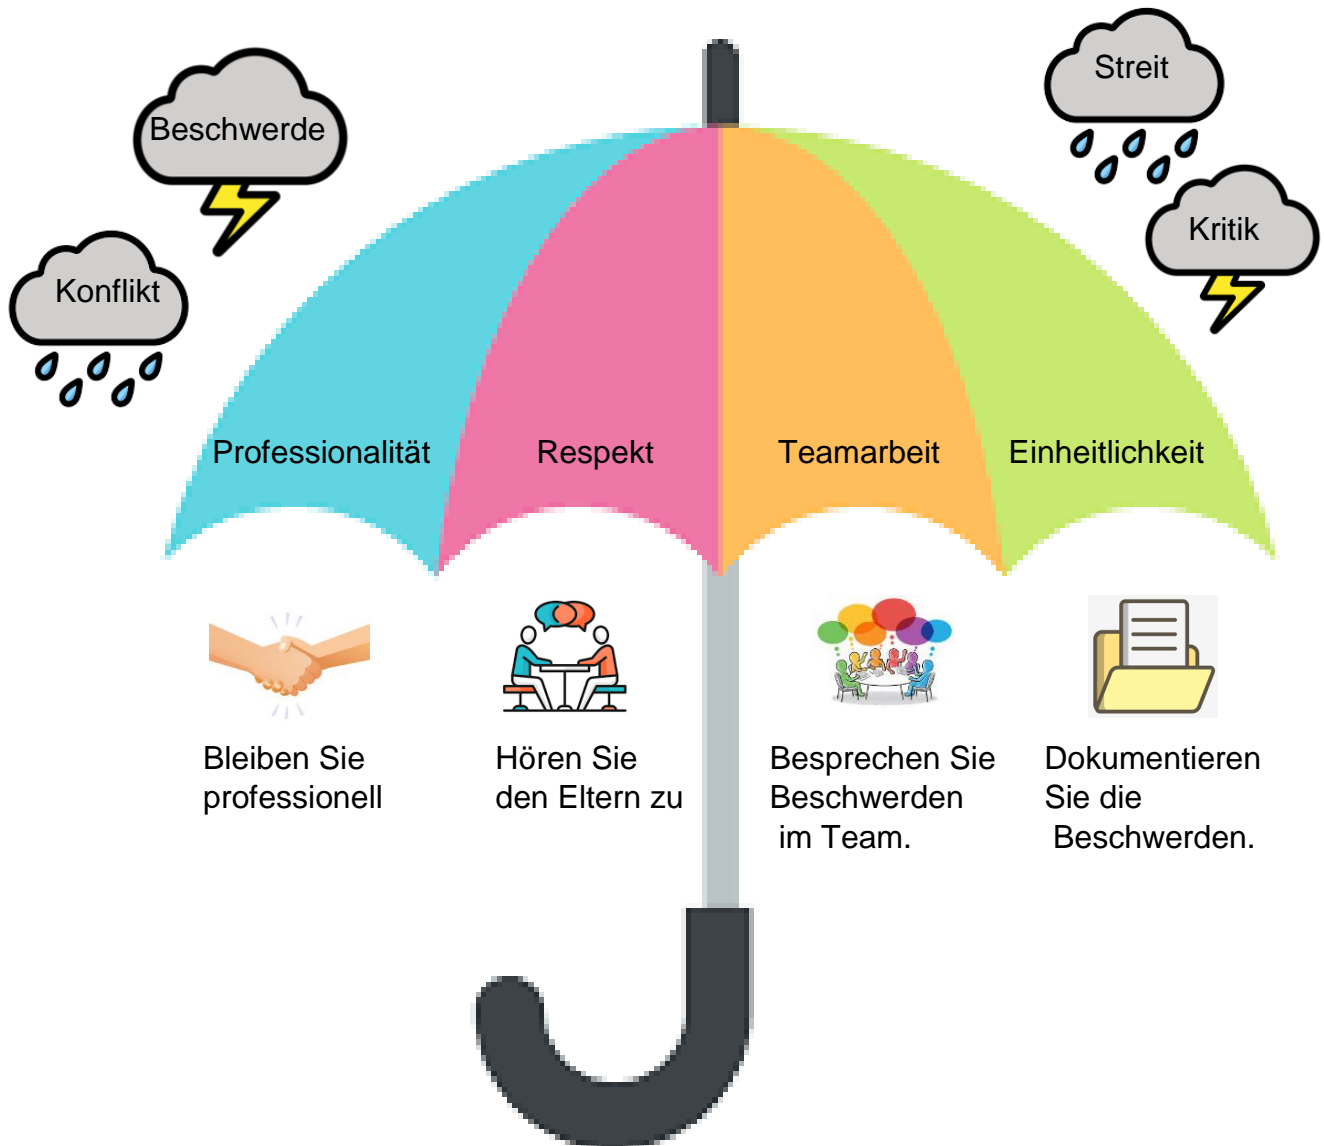 Streit
Beschwerde
Kritik
Konflikt
Professionalität
Respekt
Teamarbeit
Einheitlichkeit
Bleiben Sie
professionell
Hören Sie
den Eltern zu
Besprechen Sie
Beschwerden
im Team.
Dokumentieren
Sie die
Beschwerden.